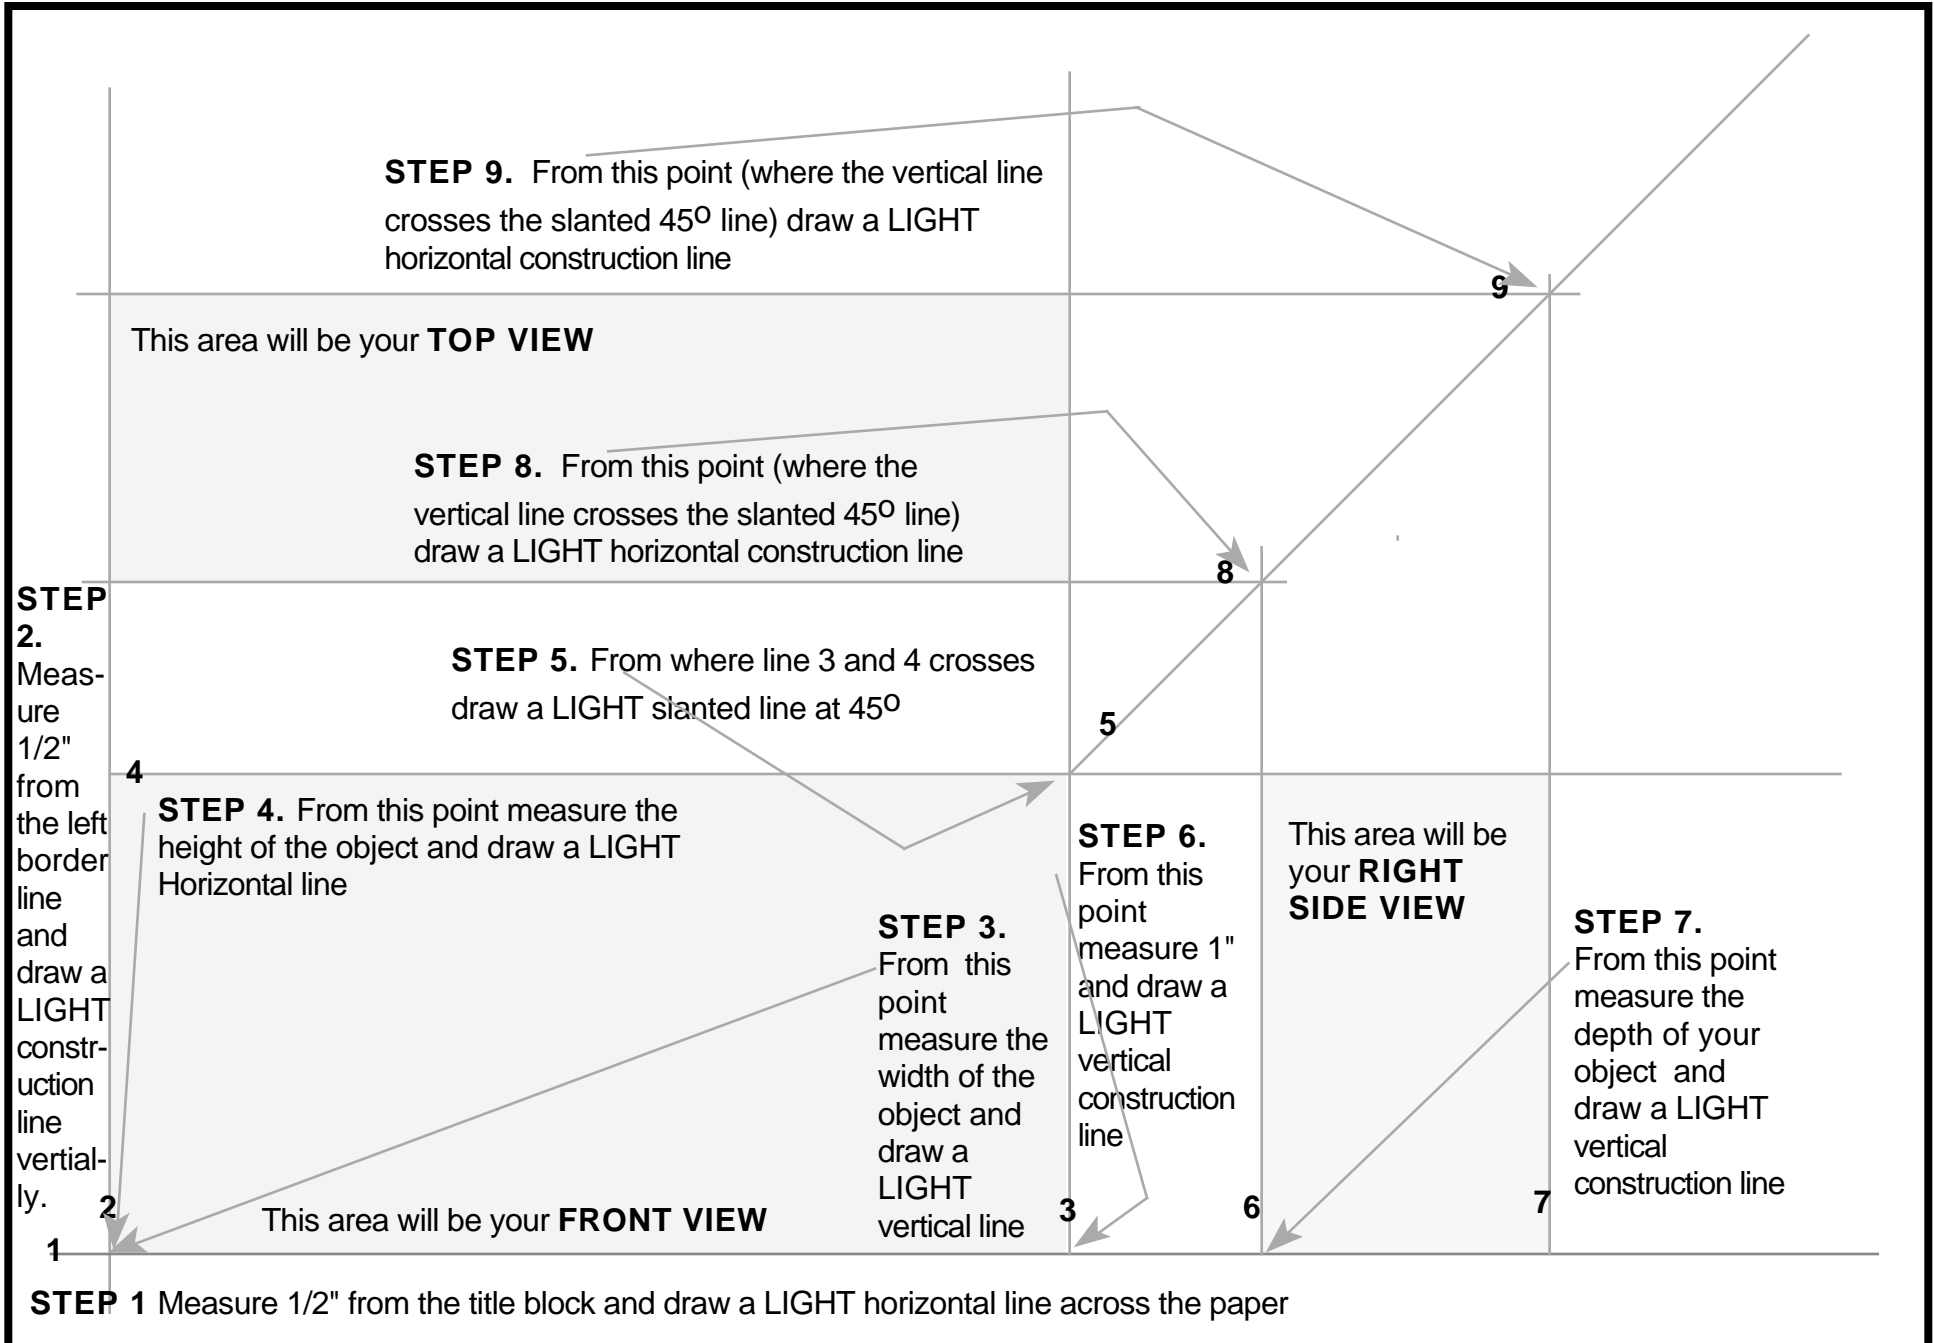 STEP 9. From this point (where the vertical line
crosses the slanted 45º line) draw a LIGHT
horizontal construction line
9
This area will be your TOP VIEW
STEP 8. From this point (where the
vertical line crosses the slanted 45º line)
draw a LIGHT horizontal construction line
8
STEP
2.
Meas-
ure
1/2"
from
the left
border
line
and
draw a
LIGHT
constr-
uction
line
vertial-
ly.
STEP 5. From where line 3 and 4 crosses
draw a LIGHT slanted line at 45º
5
4
STEP 4. From this point measure the
height of the object and draw a LIGHT
Horizontal line
STEP 3.
From this
point
measure the
width of the
object and
draw a
LIGHT
vertical line
STEP 6.
From this
point
measure 1"
and draw a
LIGHT
vertical
construction
line
This area will be
your RIGHT
SIDE VIEW
STEP 7.
From this point
measure the
depth of your
object and
draw a LIGHT
vertical
construction line
2
This area will be your FRONT VIEW
3
6
7
1
STEP 1 Measure 1/2" from the title block and draw a LIGHT horizontal line across the paper